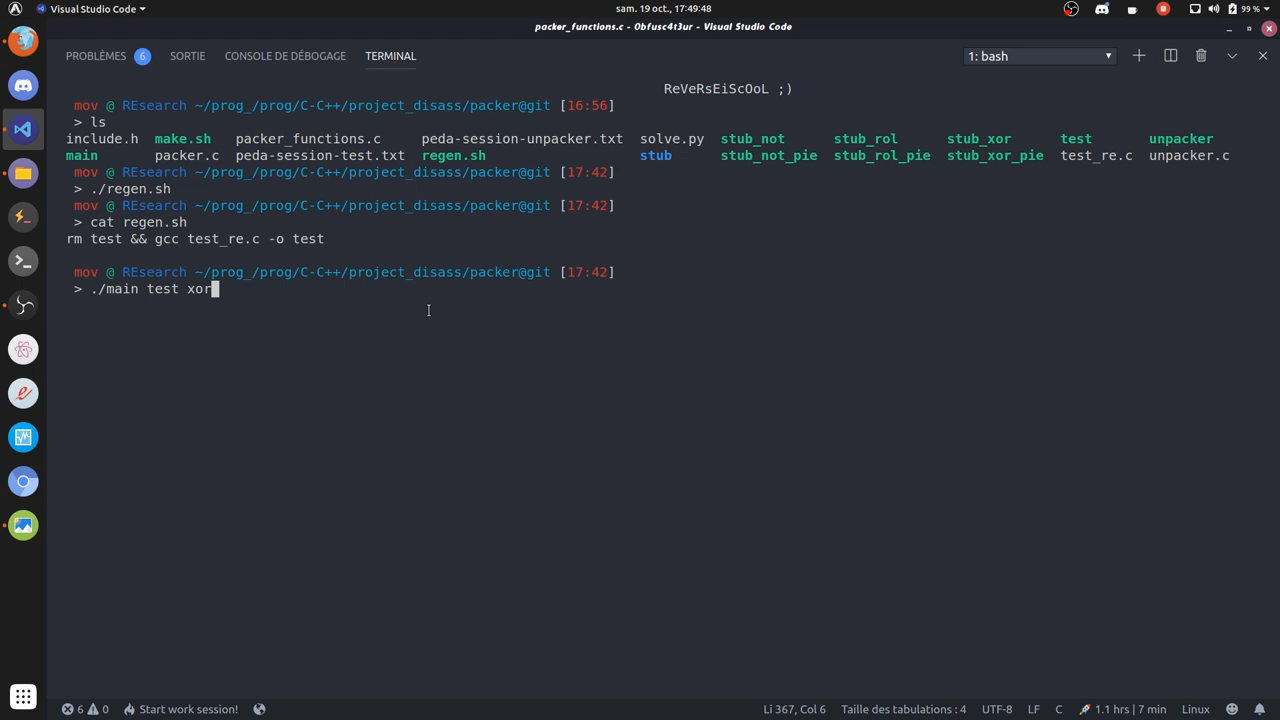 Visual Studio Code
sam. 19 oct., 17:49:48
99 %
packer_functions.c - Obfusc4t3ur - Visual Studio Code
PROBLÈMES 6 SORTIE CONSOLE DE DÉBOGAGE TERMINAL
1: bash
ReVeRsEiScOoL ;)
mov @ REsearch ~/prog_/prog/C-C++/project_disass/packer@git [16:56]
> ls
include.h make.sh packer_functions.c peda-session-unpacker.txt solve.py stub_not stub_rol stub_xor test unpacker
main packer.c peda-session-test.txt regen.sh stub stub_not_pie stub_rol_pie stub_xor_pie test_re.c unpacker.c
mov @ REsearch ~/prog_/prog/C-C++/project_disass/packer@git [17:42]
> ./regen.sh
mov @ REsearch ~/prog_/prog/C-C++/project_disass/packer@git [17:42]
> cat regen.sh
rm test && gcc test_re.c -o test
mov @ REsearch ~/prog_/prog/C-C++/project_disass/packer@git [17:42]
> ./main test xor
6 0 Start work session!
Li 367, Col 6 Taille des tabulations : 4 UTF-8 LF C 1.1 hrs | 7 min Linux